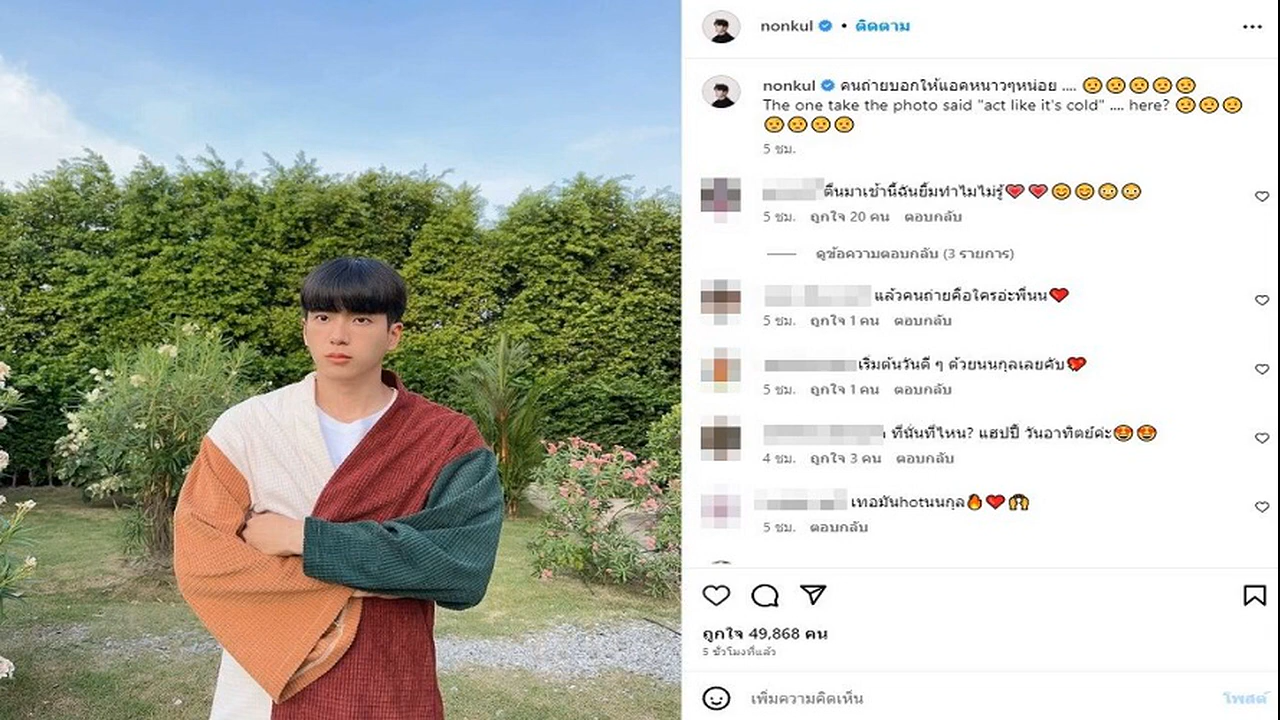 nonkul • ติดตาม
nonkul คนถ่ายบอกให้แอคหนาวๆหน่อย .... 
The one take the photo said "act like it's cold" .... here?
5 ชม.
ตื่นมาเช้านี้ฉันยิ้มทำไมไม่รู้
5 ชม. ถูกใจ 20 คน ตอบกลับ
ดูข้อความตอบกลับ (3 รายการ)
แล้วคนถ่ายคือใครอ่ะพี่นน
5 ชม. ถูกใจ 1 คน ตอบกลับ
เริ่มต้นวันดี ๆ ด้วยนนกุลเลยคับ
5 ชม. ถูกใจ 1 คน ตอบกลับ
ที่นั่นที่ไหน? แฮปปี้ วันอาทิตย์ค่ะ
4 ชม. ถูกใจ 3 คน ตอบกลับ
เทอมันhotนนกุล
5 ชม. ตอบกลับ
ถูกใจ 49,868 คน
5 ชั่วโมงที่แล้ว
เพิ่มความคิดเห็น
โพสต์